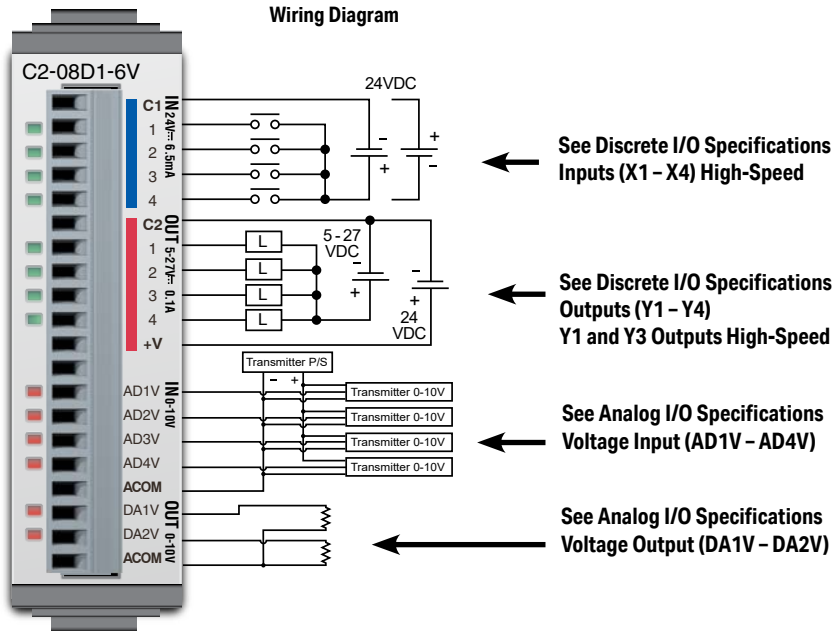 Wiring Diagram
C2-08D1-6V
C1
1
2
3
4
IN 24V⎓ 6.5mA
24VDC
-
+
+
-
See Discrete I/O Specifications
Inputs (X1 – X4) High-Speed
C2
1
2
3
4
+V
OUT 5-27V⎓ 0.1A
L
L
L
L
5 - 27
VDC
-
+
-
+
24
VDC
See Discrete I/O Specifications
Outputs (Y1 – Y4)
Y1 and Y3 Outputs High-Speed
Transmitter P/S
- +
AD1V
AD2V
AD3V
AD4V
ACOM
IN 0-10V
Transmitter 0-10V
Transmitter 0-10V
Transmitter 0-10V
Transmitter 0-10V
See Analog I/O Specifications
Voltage Input (AD1V – AD4V)
DA1V
DA2V
ACOM
OUT 0-10V
See Analog I/O Specifications
Voltage Output (DA1V – DA2V)